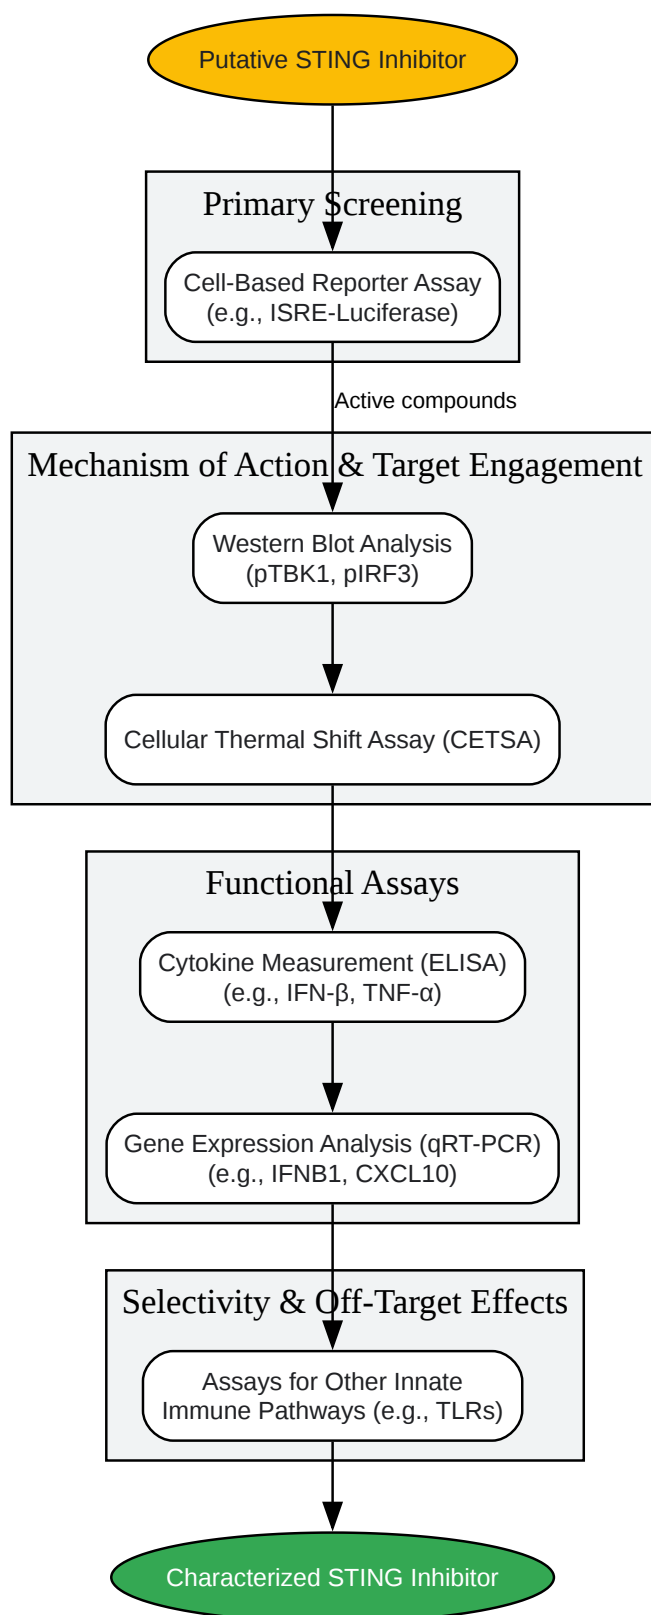 Putative STING Inhibitor
Primary Screening
Cell-Based Reporter Assay
(e.g., ISRE-Luciferase)
Active compounds
Mechanism of Action & Target Engagement
Western Blot Analysis
(pTBK1, pIRF3)
Cellular Thermal Shift Assay (CETSA)
Functional Assays
Cytokine Measurement (ELISA)
(e.g., IFN-β, TNF-α)
Gene Expression Analysis (qRT-PCR)
(e.g., IFNB1, CXCL10)
Selectivity & Off-Target Effects
Assays for Other Innate
Immune Pathways (e.g., TLRs)
Characterized STING Inhibitor